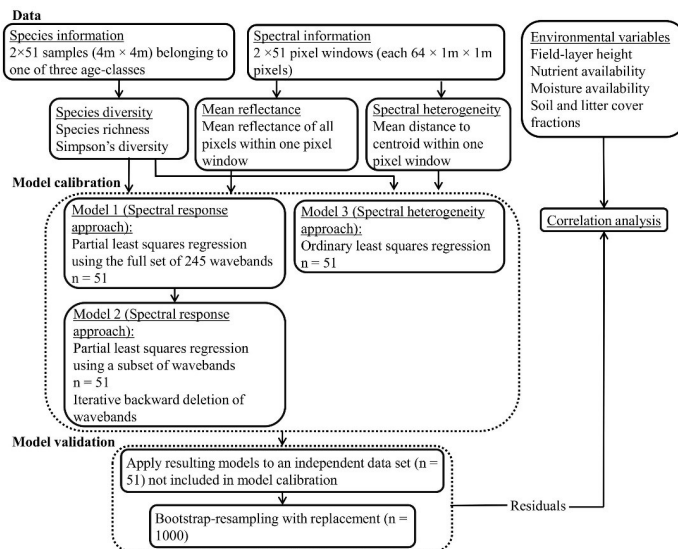 Data
Species information
2×51 samples (4m × 4m) belonging to
one of three age-classes
Spectral information
2 ×51 pixel windows (each 64 × 1m × 1m
pixels)
Environmental variables
Field-layer height
Nutrient availability
Moisture availability
Soil and litter cover
fractions
Species diversity
Species richness
Simpson's diversity
Mean reflectance
Mean reflectance of all
pixels within one pixel
window
Spectral heterogeneity
Mean distance to
centroid within one
pixel window
Model calibration
Model 1 (Spectral response
approach):
Partial least squares regression
using the full set of 245 wavebands
n = 51
Model 3 (Spectral heterogeneity
approach):
Ordinary least squares regression
n = 51
Correlation analysis
Model 2 (Spectral response
approach):
Partial least squares regression
using a subset of wavebands
n = 51
Iterative backward deletion of
wavebands
Model validation
Apply resulting models to an independent data set (n =
51) not included in model calibration
Residuals
Bootstrap-resampling with replacement (n =
1000)